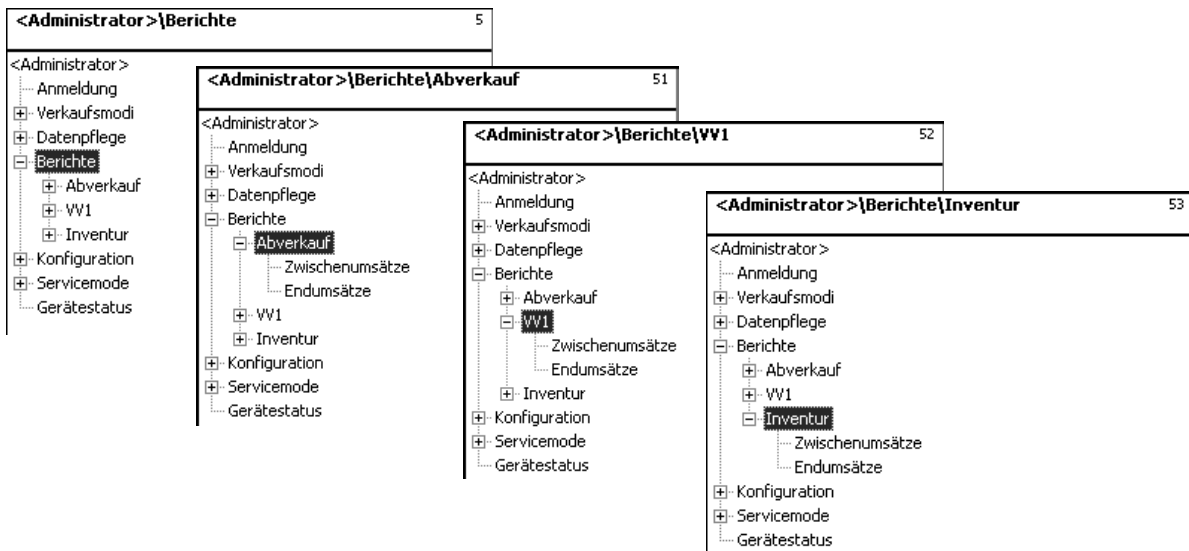 <Administrator>\Berichte 5
<Administrator>
Anmeldung
Verkaufsmodi
Datenpflege
Berichte
Abverkauf
VV1
Inventur
Konfiguration
Servicemode
Gerätestatus
<Administrator>\Berichte\Abverkauf 51
<Administrator>
Anmeldung
Verkaufsmodi
Datenpflege
Berichte
Abverkauf
Zwischenumsätze
Endumsätze
VV1
Inventur
Konfiguration
Servicemode
Gerätestatus
<Administrator>\Berichte\VV1 52
<Administrator>
Anmeldung
Verkaufsmodi
Datenpflege
Berichte
Abverkauf
VV1
Zwischenumsätze
Endumsätze
Inventur
Konfiguration
Servicemode
Gerätestatus
<Administrator>\Berichte\Inventur 53
<Administrator>
Anmeldung
Verkaufsmodi
Datenpflege
Berichte
Abverkauf
VV1
Inventur
Zwischenumsätze
Endumsätze
Konfiguration
Servicemode
Gerätestatus